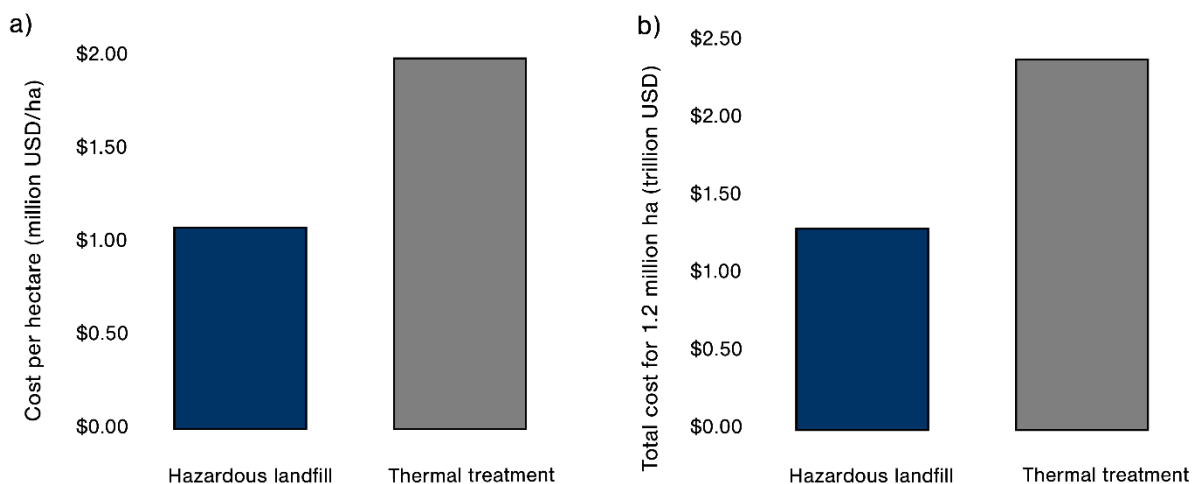 a)
Cost per hectare (million USD/ha)
$2.00
$1.50
$1.00
$0.50
$0.00
Hazardous landfill
Thermal treatment
b)
Total cost for 1.2 million ha (trillion USD)
$2.50
$2.00
$1.50
$1.00
$0.50
$0.00
Hazardous landfill
Thermal treatment